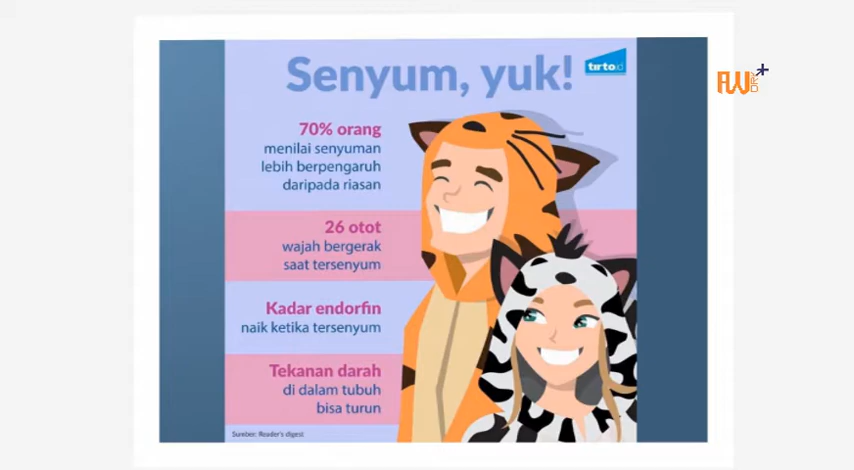 Senyum, yuk!
tirto.id
70% orang
menilai senyuman
lebih berpengaruh
daripada riasan
26 otot
wajah bergerak
saat tersenyum
Kadar endorfin
naik ketika tersenyum
Tekanan darah
di dalam tubuh
bisa turun
Sumber: Reader's digest